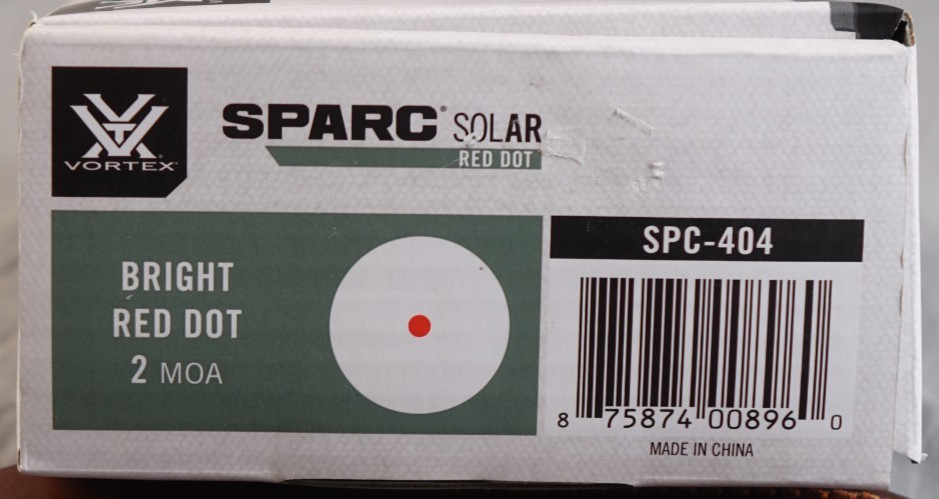 VORTEX
SPARC® SOLAR
RED DOT
BRIGHT
RED DOT
2 MOA
SPC-404
8 75874 00896 0
MADE IN CHINA